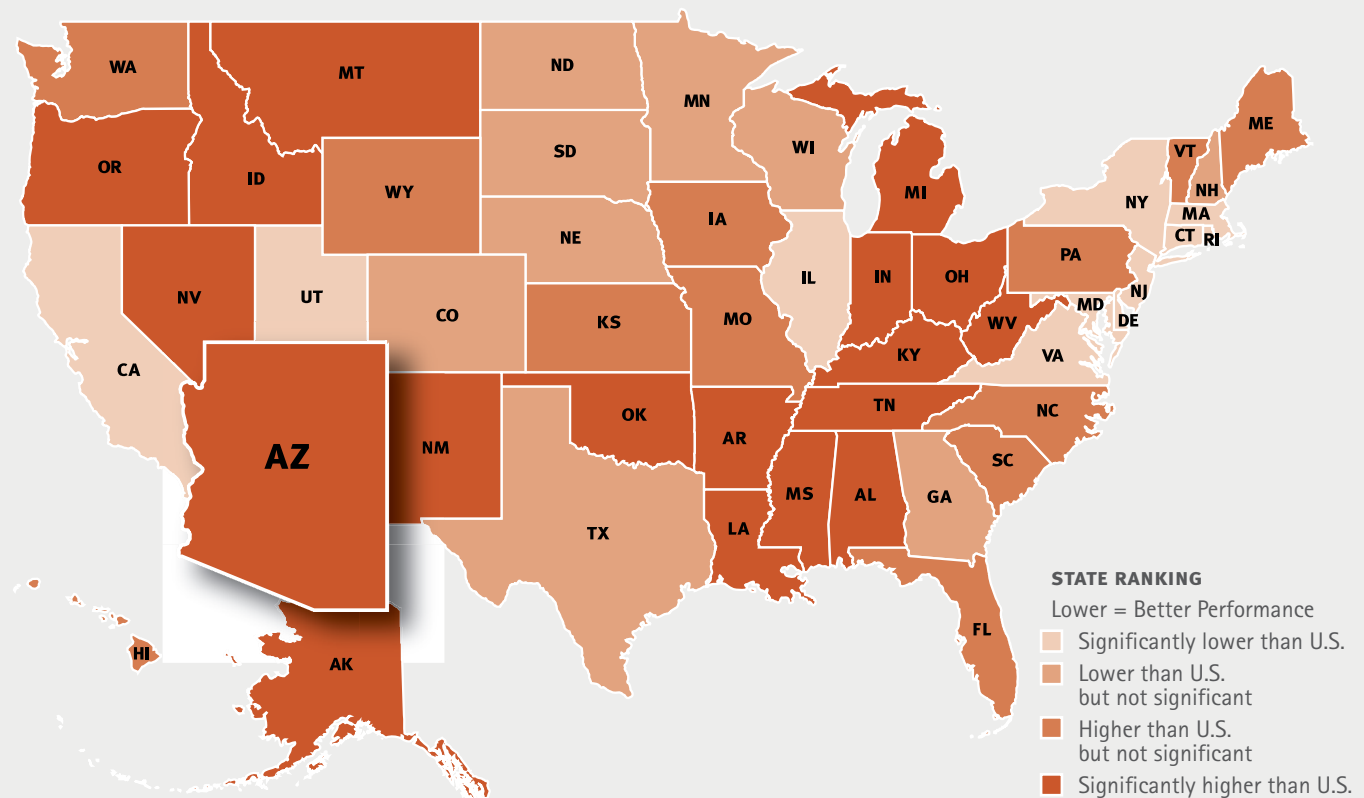 WA
MT
ND
MN
ME
OR
ID
SD
WI
VT
NH
WY
MI
NY
MA
CT
RI
IA
NE
PA
NV
UT
IL
IN
OH
NJ
MD
DE
CO
KS
MO
WV
KY
VA
CA
OK
TN
NC
AZ
NM
AR
SC
MS
AL
GA
TX
LA
FL
HI
AK
STATE RANKING
Lower = Better Performance
Significantly lower than U.S.
Lower than U.S.
but not significant
Higher than U.S.
but not significant
Significantly higher than U.S.